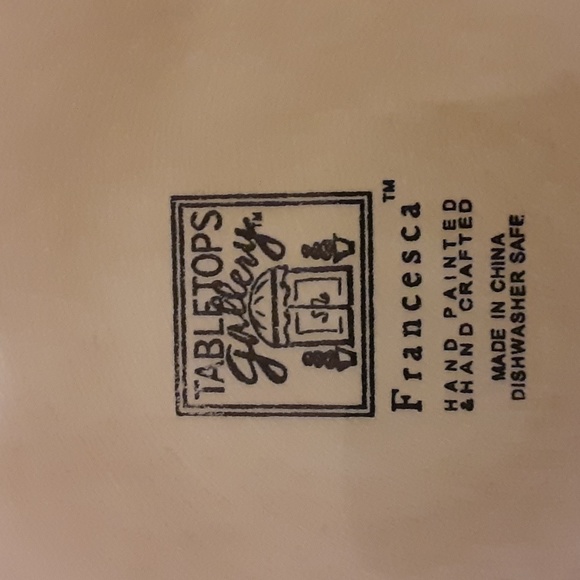 TABLETOPS
Gallery™
Francesca™
HAND PAINTED
& HAND CRAFTED
MADE IN CHINA
DISHWASHER SAFE